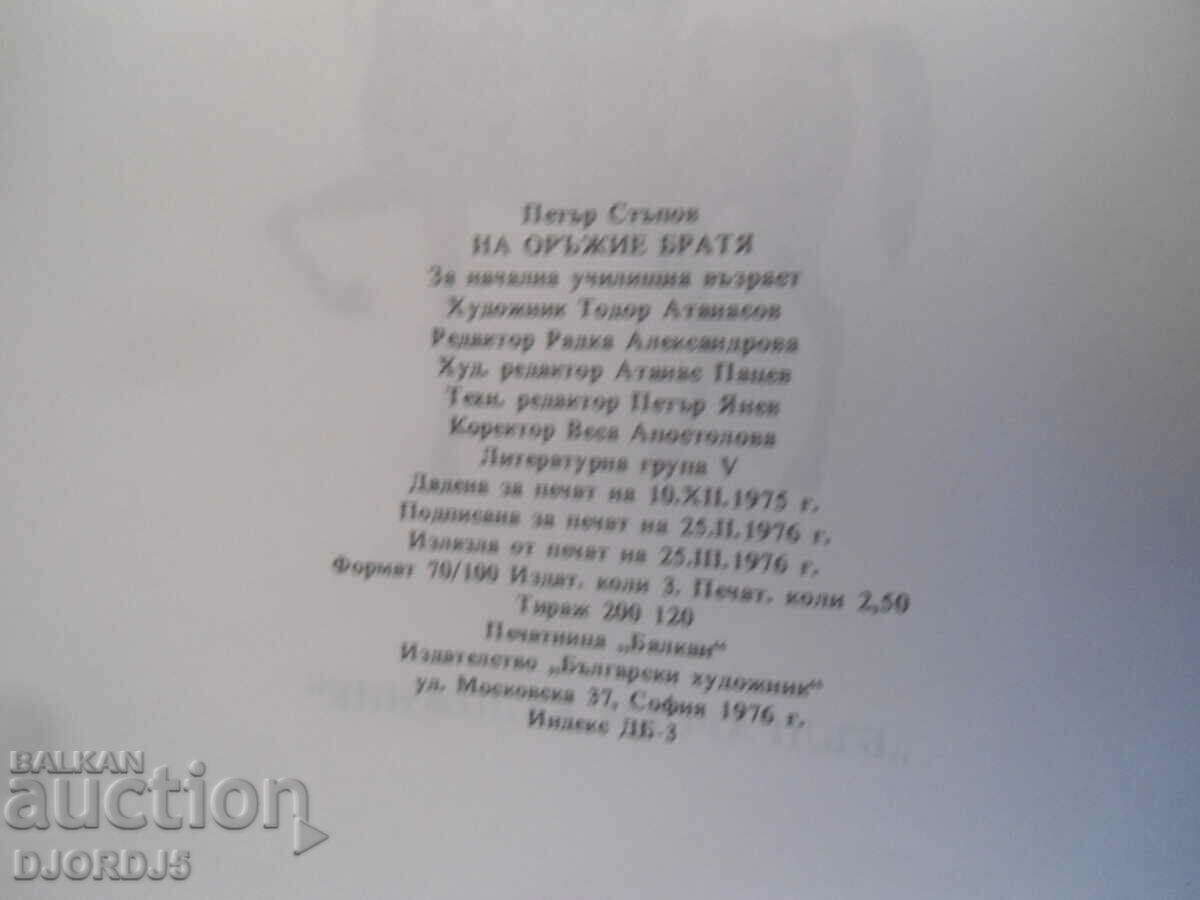 Петър Стъпов
НА ОРЪЖИЕ БРАТЯ
За начална училищна възраст
Художник Тодор Атанасов
Редактор Радка Александрова
Худ. редактор Атанас Пацев
Техн. редактор Петър Янев
Коректор Веса Апостолова
Литературна група V
Дадена за печат на 10.XII.1975 г.
Подписана за печат на 25.II.1976 г.
Излязла от печат на 25.III.1976 г.
Формат 70/100 Издат. коли 3. Печат. коли 2,50
Тираж 200 120
Печатница „Балкан“
Издателство „Български художник“
ул. Московска 37, София 1976 г.
Индекс ДБ-3
BALKAN
auction
DJORDJ5